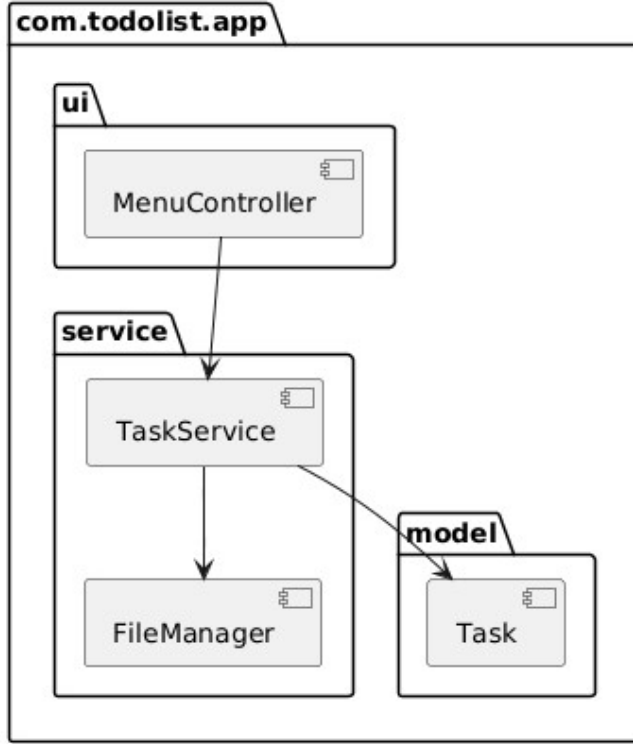 com.todolist.app
ui
MenuController
service
TaskService
model
FileManager
Task